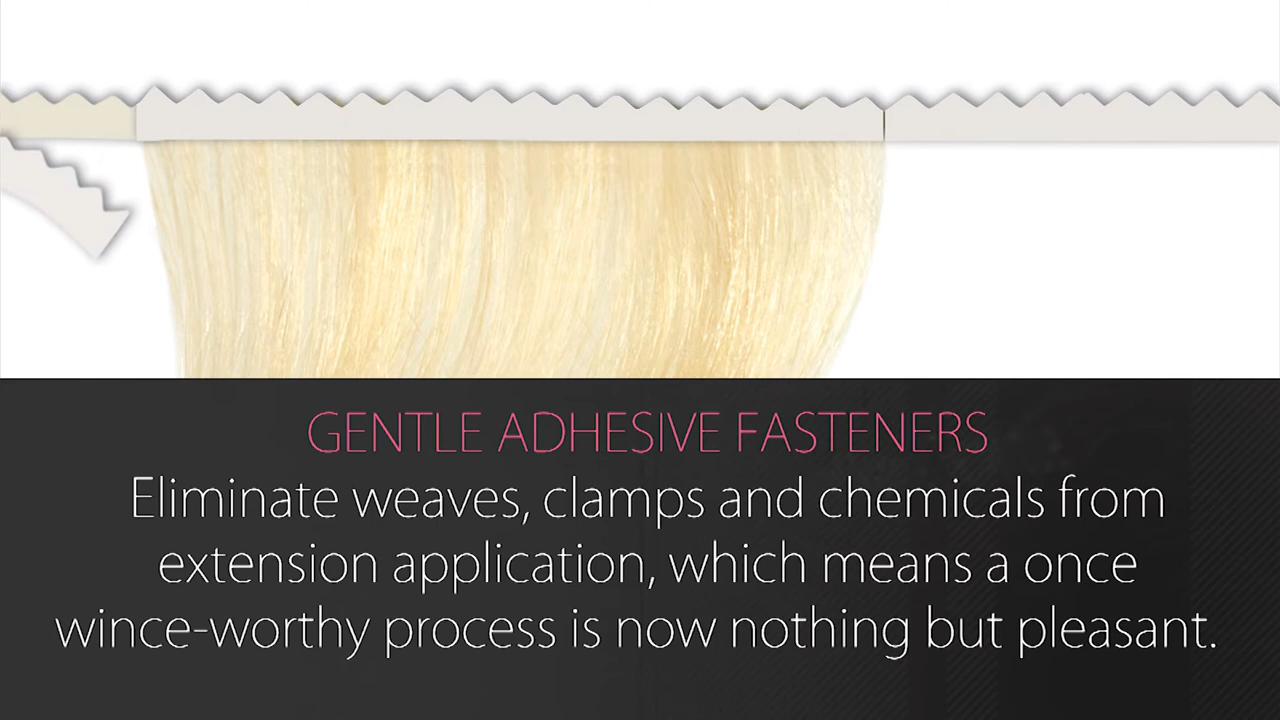 GENTLE ADHESIVE FASTENERS
Eliminate weaves, clamps and chemicals from
extension application, which means a once
wince-worthy process is now nothing but pleasant.